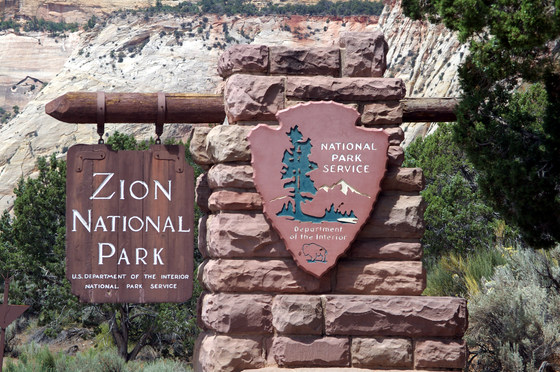 Zion
National
Park
U.S. Department of the Interior
National Park Service
NATIONAL
PARK
SERVICE
Department
of the Interior